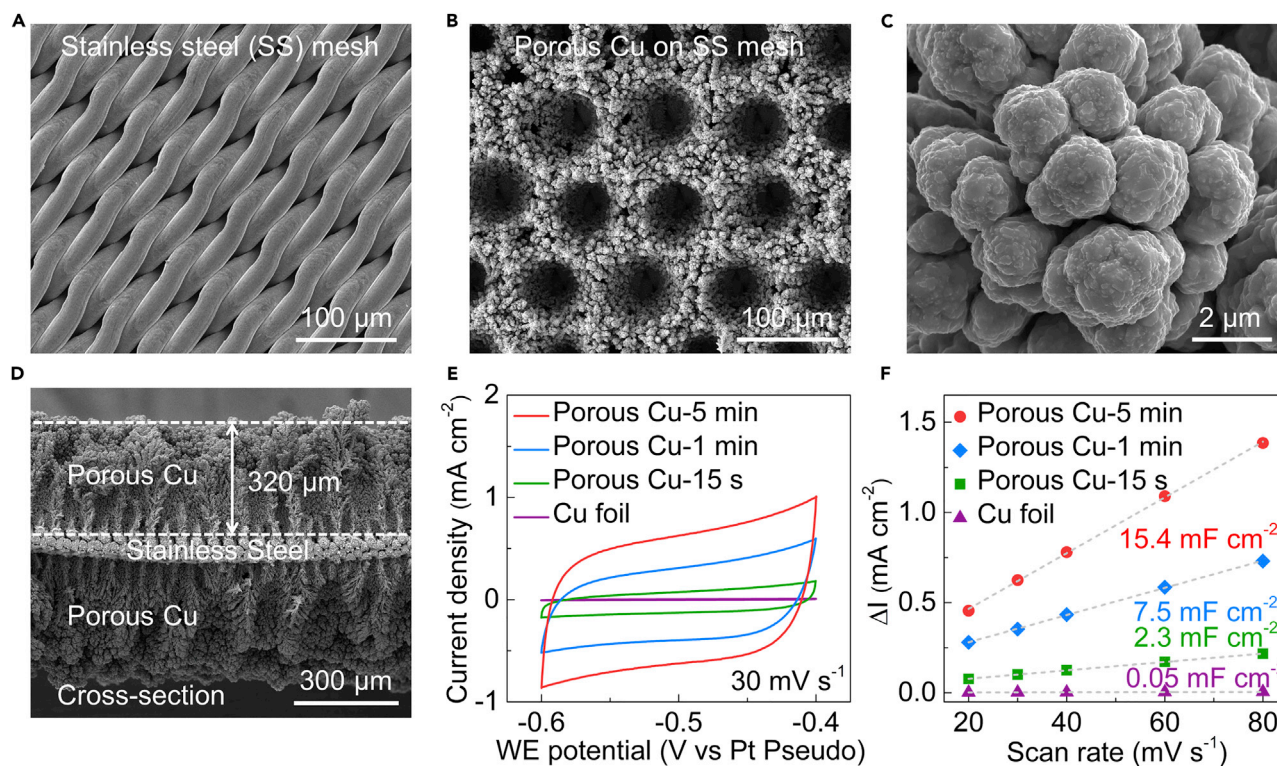 A
Stainless steel (SS) mesh
100 μm
B
Porous Cu on SS mesh
100 μm
C
2 μm
D
Porous Cu
320 μm
Stainless Steel
Porous Cu
Cross-section
300 μm
E
Current density (mA cm⁻²)
2
1
0
-1
Porous Cu-5 min
Porous Cu-1 min
Porous Cu-15 s
Cu foil
30 mV s⁻¹
-0.6
-0.5
-0.4
WE potential (V vs Pt Pseudo)
F
ΔI (mA cm⁻²)
1.5
1.0
0.5
0.0
Porous Cu-5 min
Porous Cu-1 min
Porous Cu-15 s
Cu foil
15.4 mF cm⁻²
7.5 mF cm⁻²
2.3 mF cm⁻²
0.05 mF cm⁻
20
40
60
80
Scan rate (mV s⁻¹)